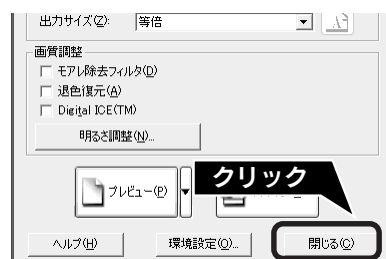 出力サイズ(Z): 等倍
画質調整
モアレ除去フィルタ(D)
退色復元(A)
Digital ICE(TM)
明るさ調整(N)...
プレビュー(P)
クリック
ヘルプ(H) 環境設定(O)... 閉じる(C)